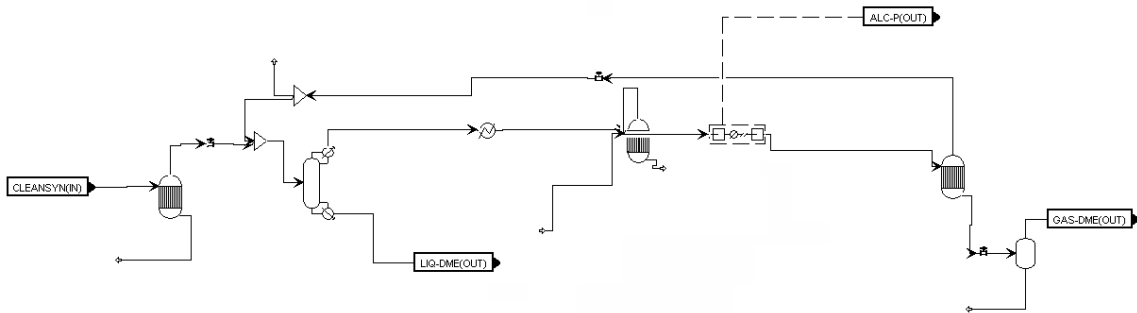 ALC-P(OUT)
CLEANSYN(IN)
GAS-DME(OUT)
LIQ-DME(OUT)